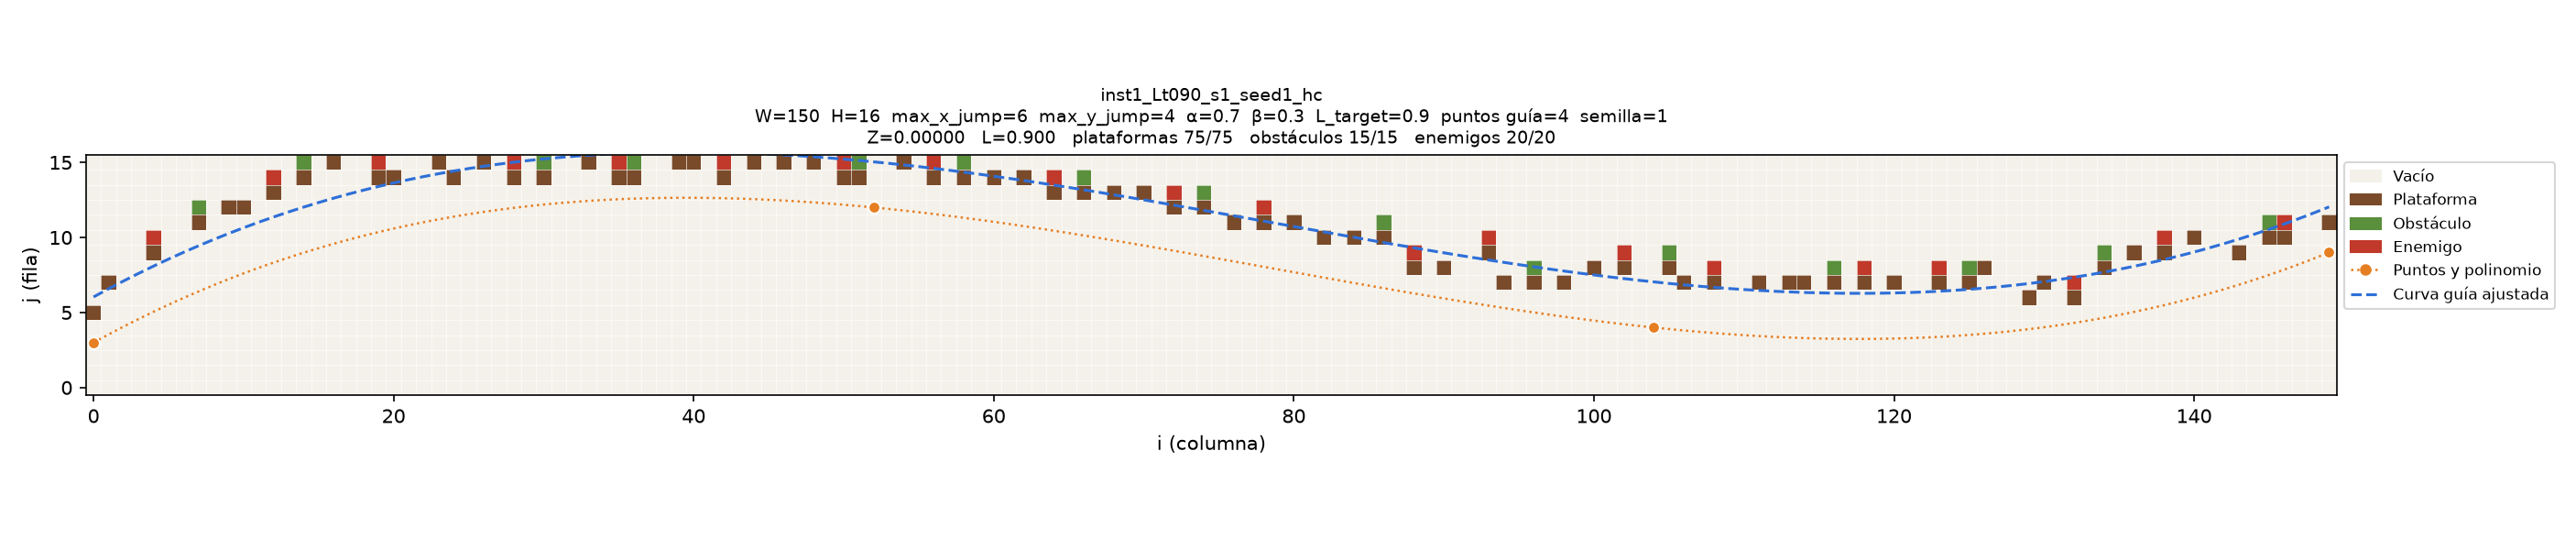 inst1_Lt090_s1_seed1_hc
W=150  H=16  max_x_jump=6  max_y_jump=4  α=0.7  β=0.3  L_target=0.9  puntos guía=4  semilla=1
Z=0.00000   L=0.900   plataformas 75/75   obstáculos 15/15   enemigos 20/20
15
10
5
0
j (fila)
0 20 40 60 80 100 120 140
i (columna)
Vacío
Plataforma
Obstáculo
Enemigo
Puntos y polinomio
Curva guía ajustada